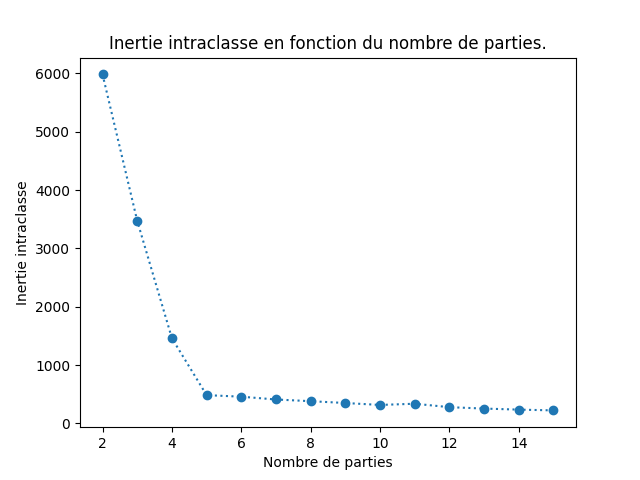 Inertie intraclasse en fonction du nombre de parties.
Inertie intraclasse
6000
5000
4000
3000
2000
1000
0
2 4 6 8 10 12 14
Nombre de parties